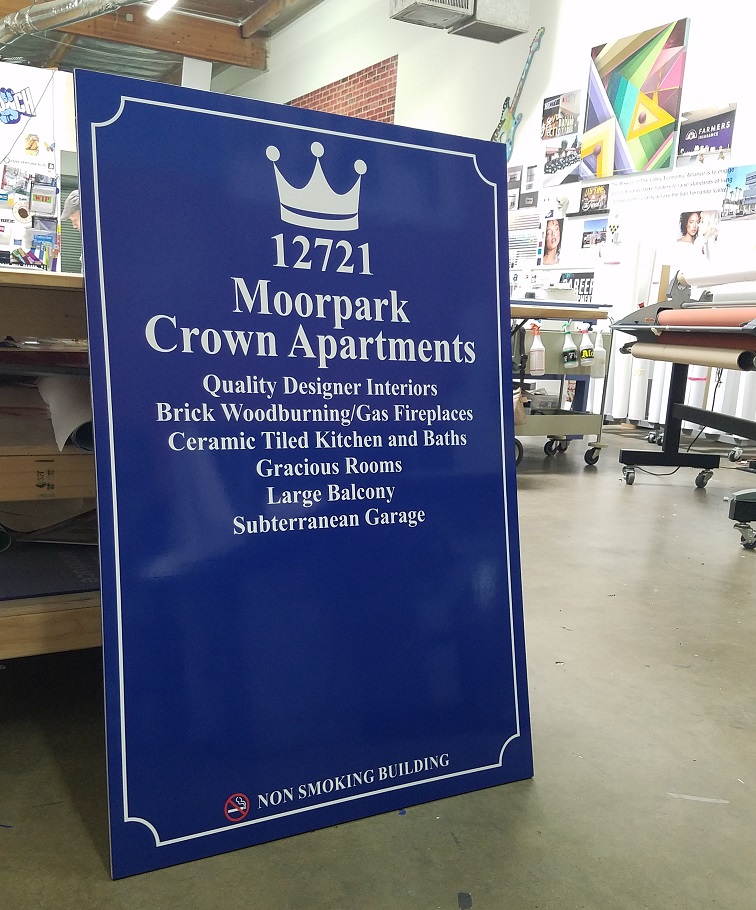 12721
Moorpark
Crown Apartments
Quality Designer Interiors
Brick Woodburning/Gas Fireplaces
Ceramic Tiled Kitchen and Baths
Gracious Rooms
Large Balcony
Subterranean Garage
NON SMOKING BUILDING
FARMERS